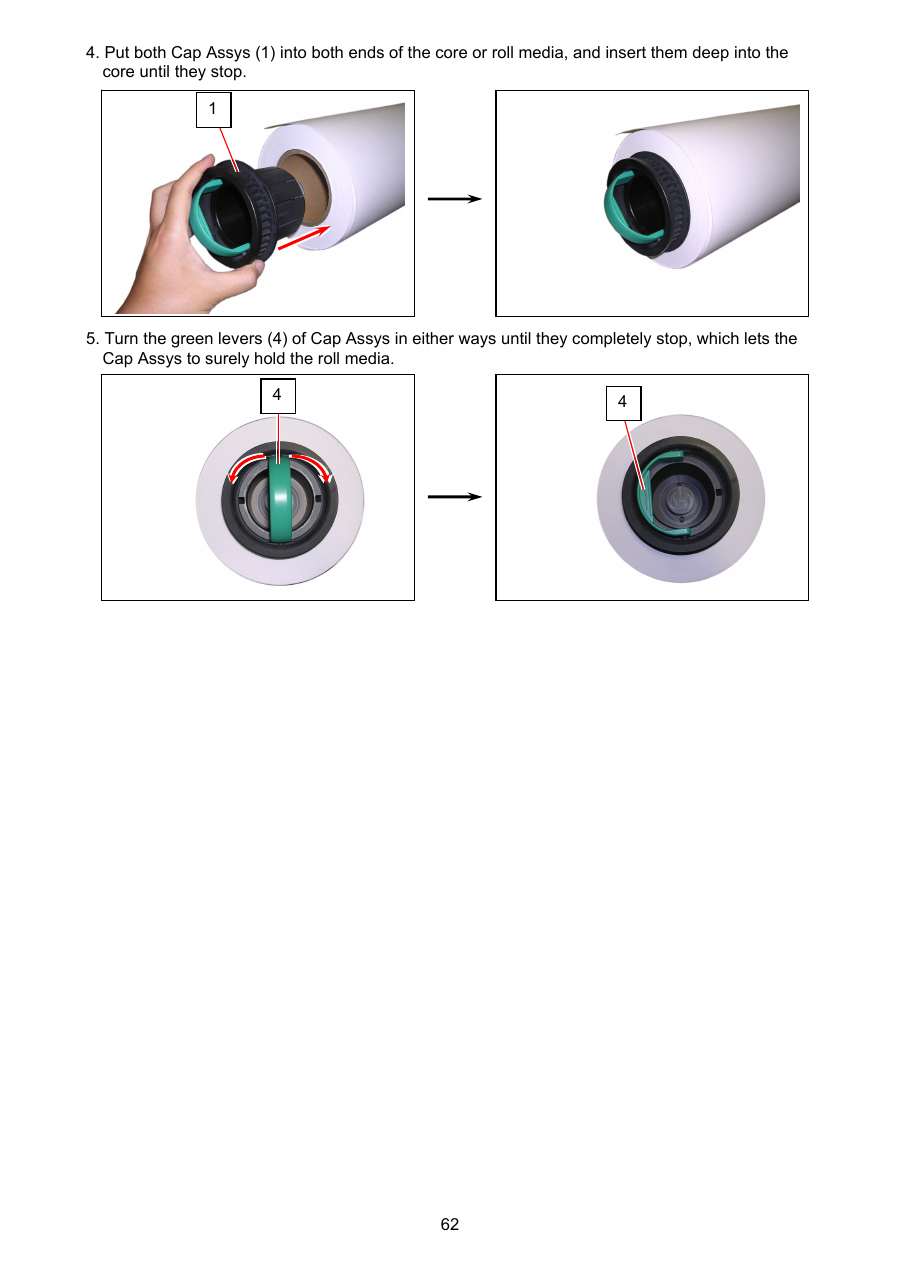 4. Put both Cap Assys (1) into both ends of the core or roll media, and insert them deep into the
core until they stop.
1
5. Turn the green levers (4) of Cap Assys in either ways until they completely stop, which lets the
Cap Assys to surely hold the roll media.
4
4
62